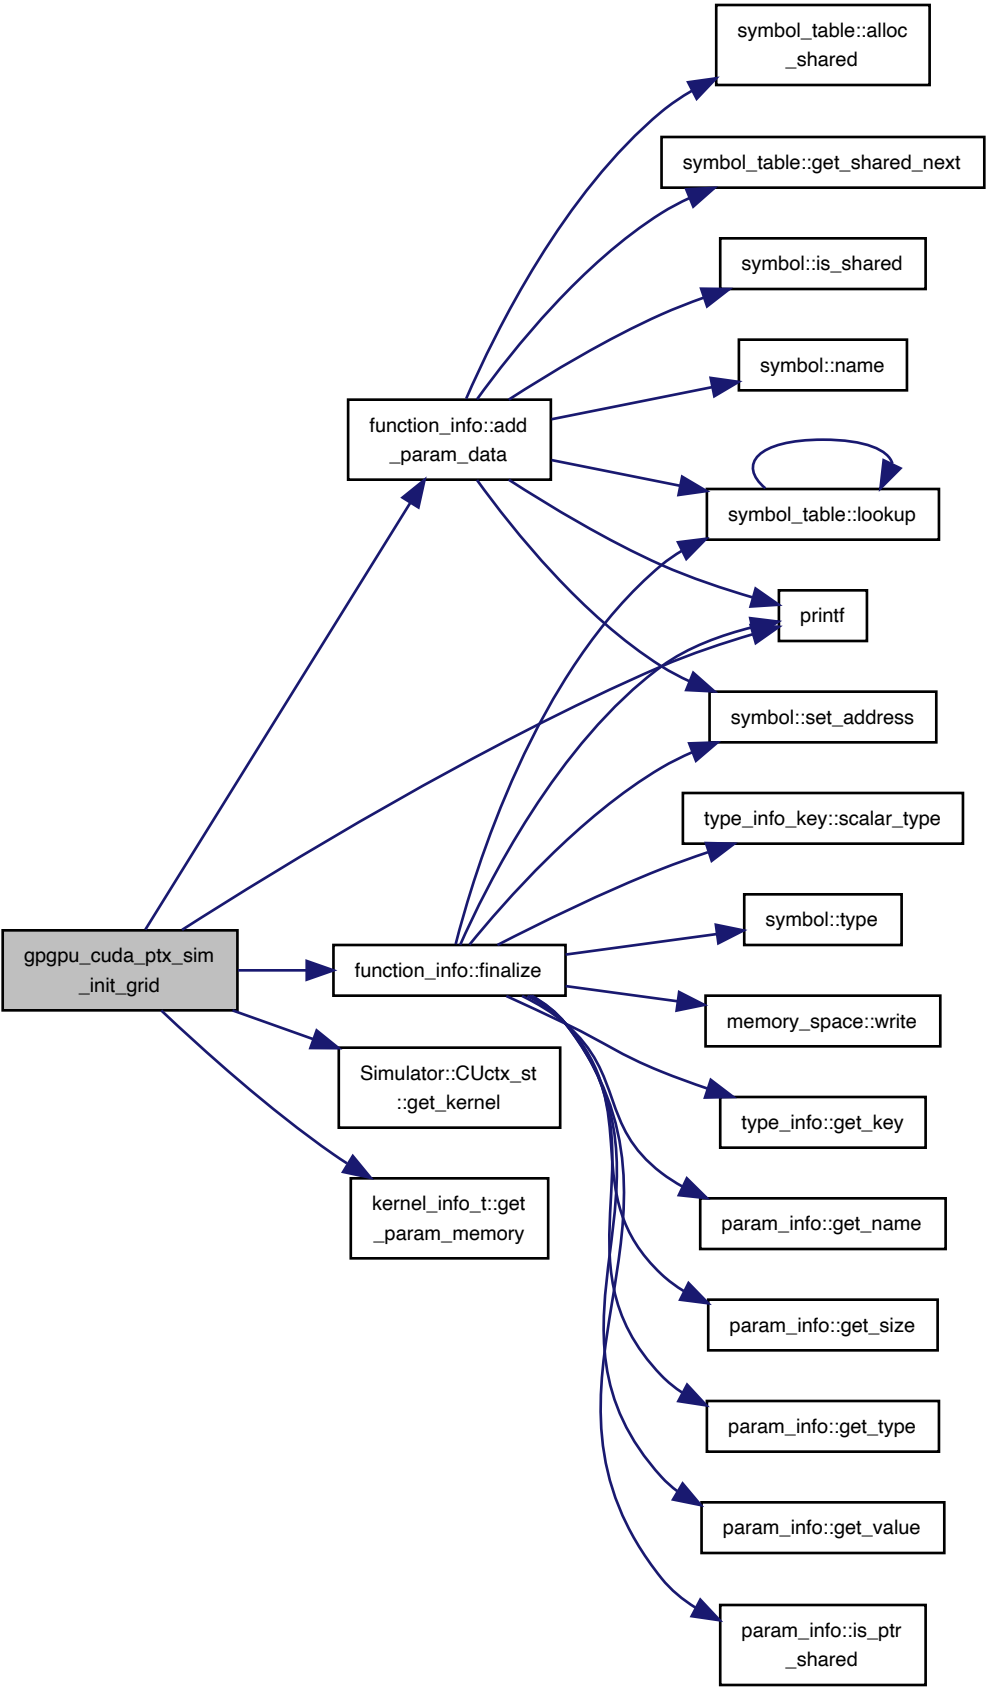 symbol_table::alloc
_shared
symbol_table::get_shared_next
symbol::is_shared
symbol::name
function_info::add
_param_data
symbol_table::lookup
printf
symbol::set_address
type_info_key::scalar_type
symbol::type
gpgpu_cuda_ptx_sim
_init_grid
function_info::finalize
memory_space::write
Simulator::CUctx_st
::get_kernel
type_info::get_key
kernel_info_t::get
_param_memory
param_info::get_name
param_info::get_size
param_info::get_type
param_info::get_value
param_info::is_ptr
_shared